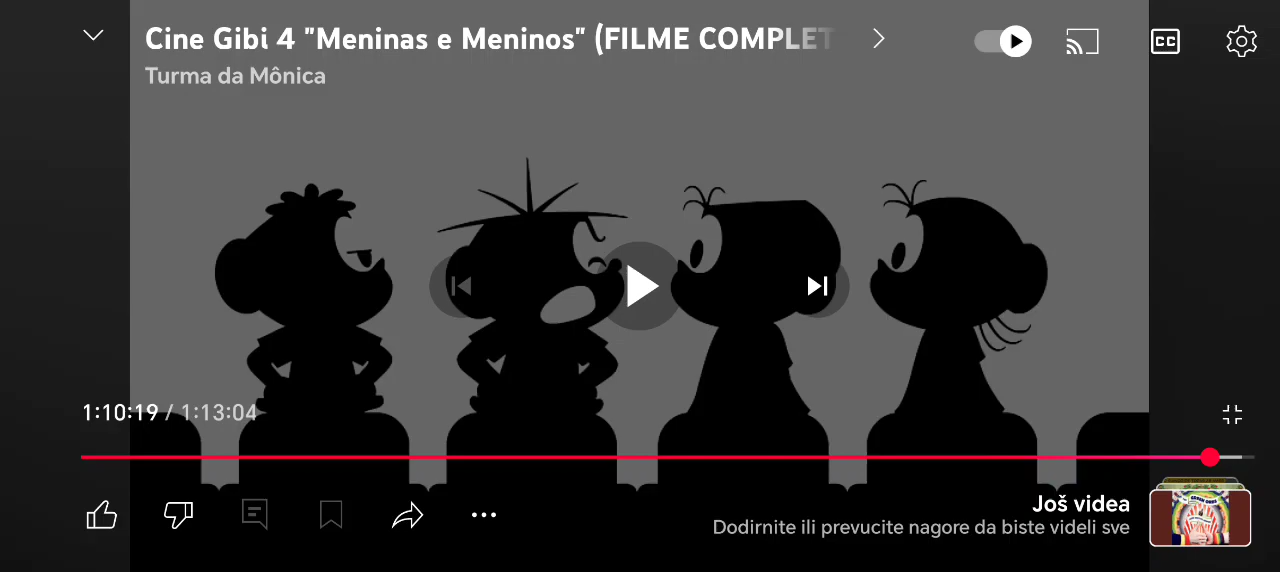 Cine Gibi 4 "Meninas e Meninos" (FILME COMPLET
Turma da Mônica
CC
1:10:19 / 1:13:04
Još videa
Dodirnite ili prevucite nagore da biste videli sve